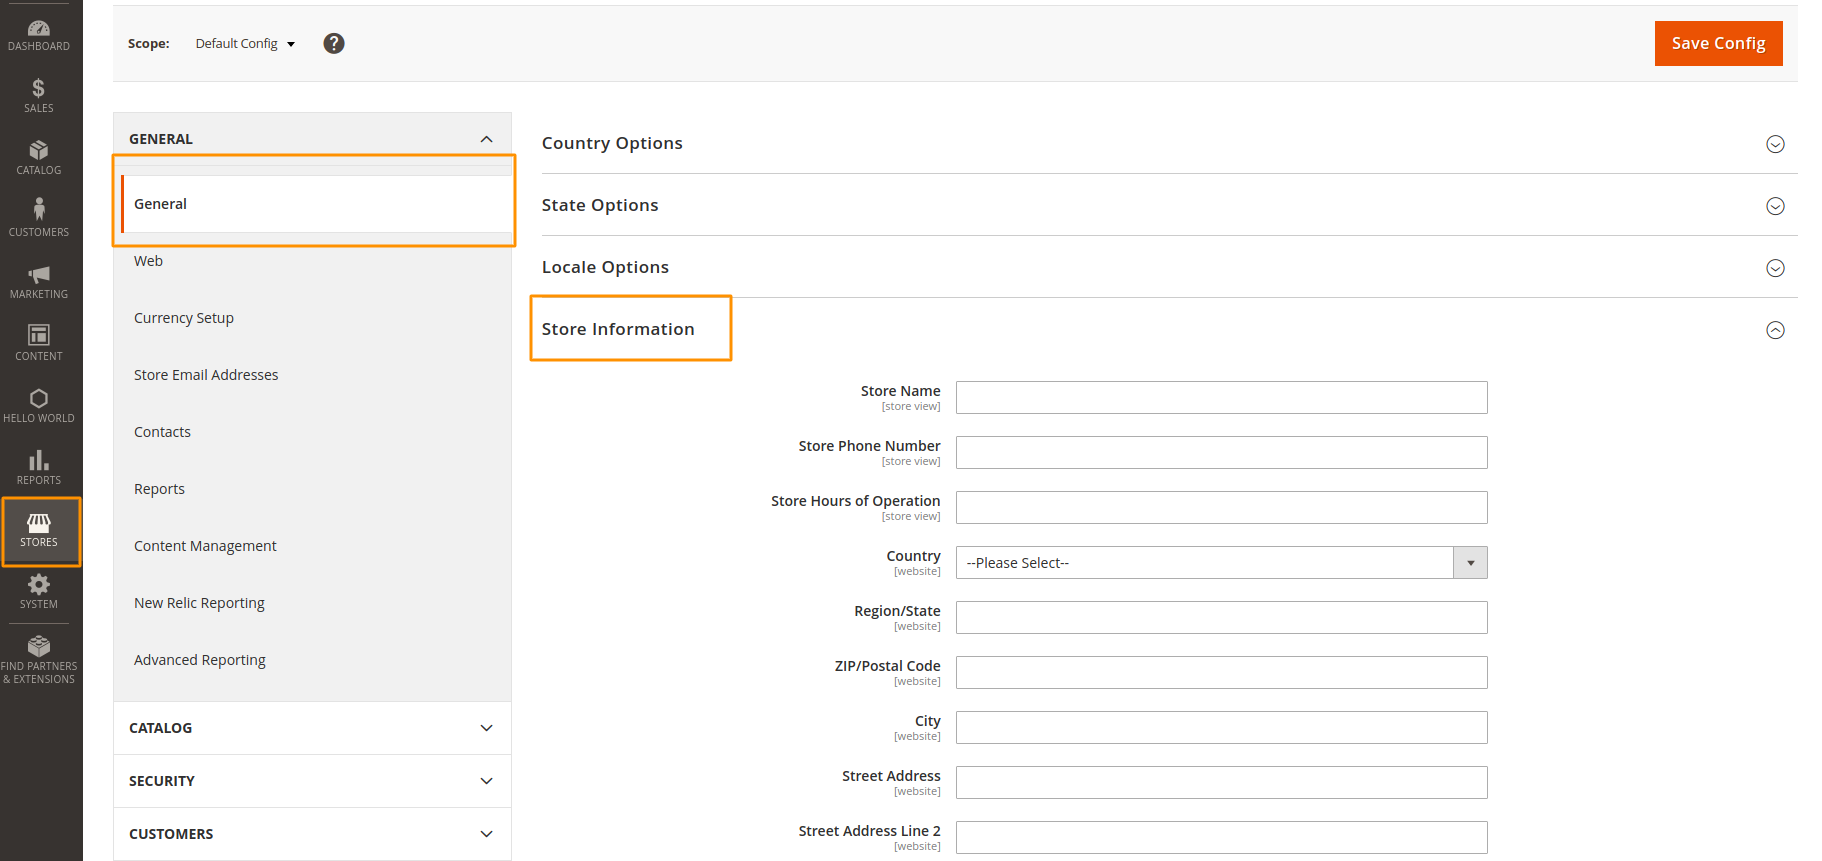 DASHBOARD
SALES
CATALOG
CUSTOMERS
MARKETING
CONTENT
HELLO WORLD
REPORTS
STORES
SYSTEM
FIND PARTNERS
& EXTENSIONS
Scope: Default Config ?
Save Config
GENERAL
General
Web
Currency Setup
Store Email Addresses
Contacts
Reports
Content Management
New Relic Reporting
Advanced Reporting
CATALOG
SECURITY
CUSTOMERS
Country Options
State Options
Locale Options
Store Information
Store Name
[store view]
Store Phone Number
[store view]
Store Hours of Operation
[store view]
Country
[website]
--Please Select--
Region/State
[website]
ZIP/Postal Code
[website]
City
[website]
Street Address
[website]
Street Address Line 2
[website]